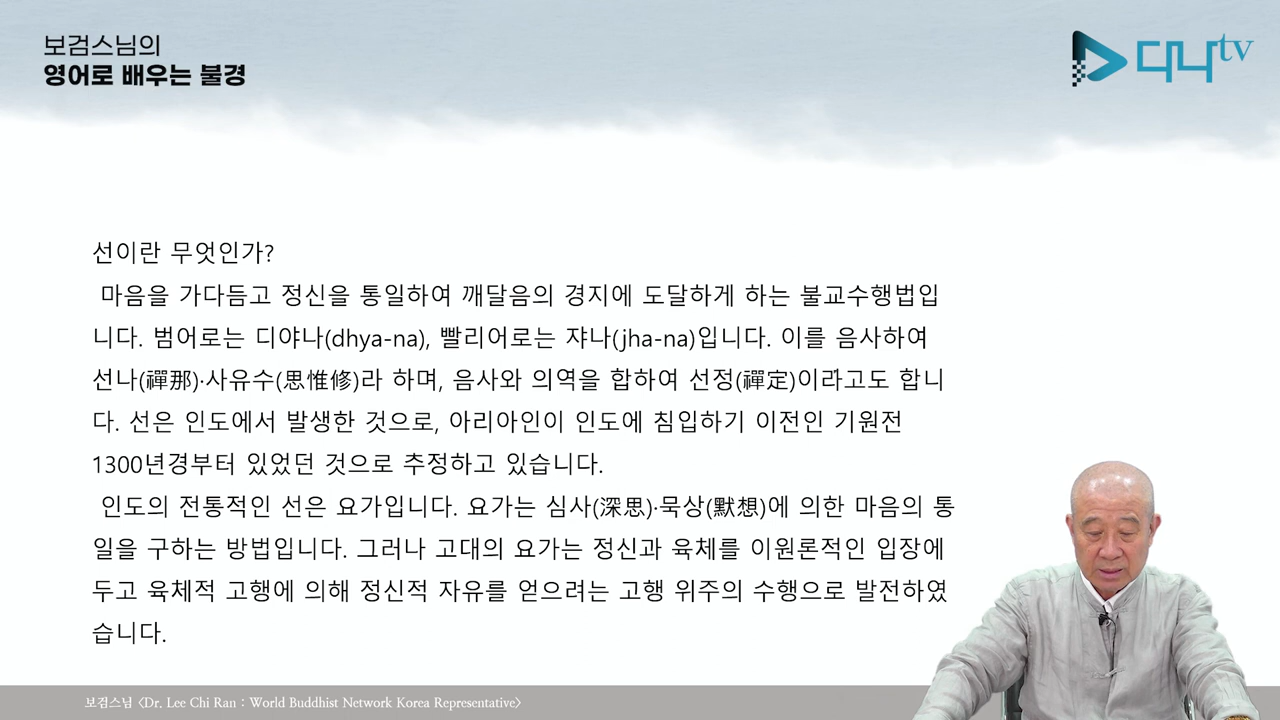 보검스님의
영어로 배우는 불경
디나tv
선이란 무엇인가?
마음을 가다듬고 정신을 통일하여 깨달음의 경지에 도달하게 하는 불교수행법입
니다. 범어로는 디야나(dhya-na), 빨리어로는 쟈나(jha-na)입니다. 이를 음사하여
선나(禪那)·사유수(思惟修)라 하며, 음사와 의역을 합하여 선정(禪定)이라고도 합니
다. 선은 인도에서 발생한 것으로, 아리아인이 인도에 침입하기 이전인 기원전
1300년경부터 있었던 것으로 추정하고 있습니다.
인도의 전통적인 선은 요가입니다. 요가는 심사(深思)·묵상(默想)에 의한 마음의 통
일을 구하는 방법입니다. 그러나 고대의 요가는 정신과 육체를 이원론적인 입장에
두고 육체적 고행에 의해 정신적 자유를 얻으려는 고행 위주의 수행으로 발전하였
습니다.
보검스님 <Dr. Lee Chi Ran : World Buddhist Network Korea Representative>